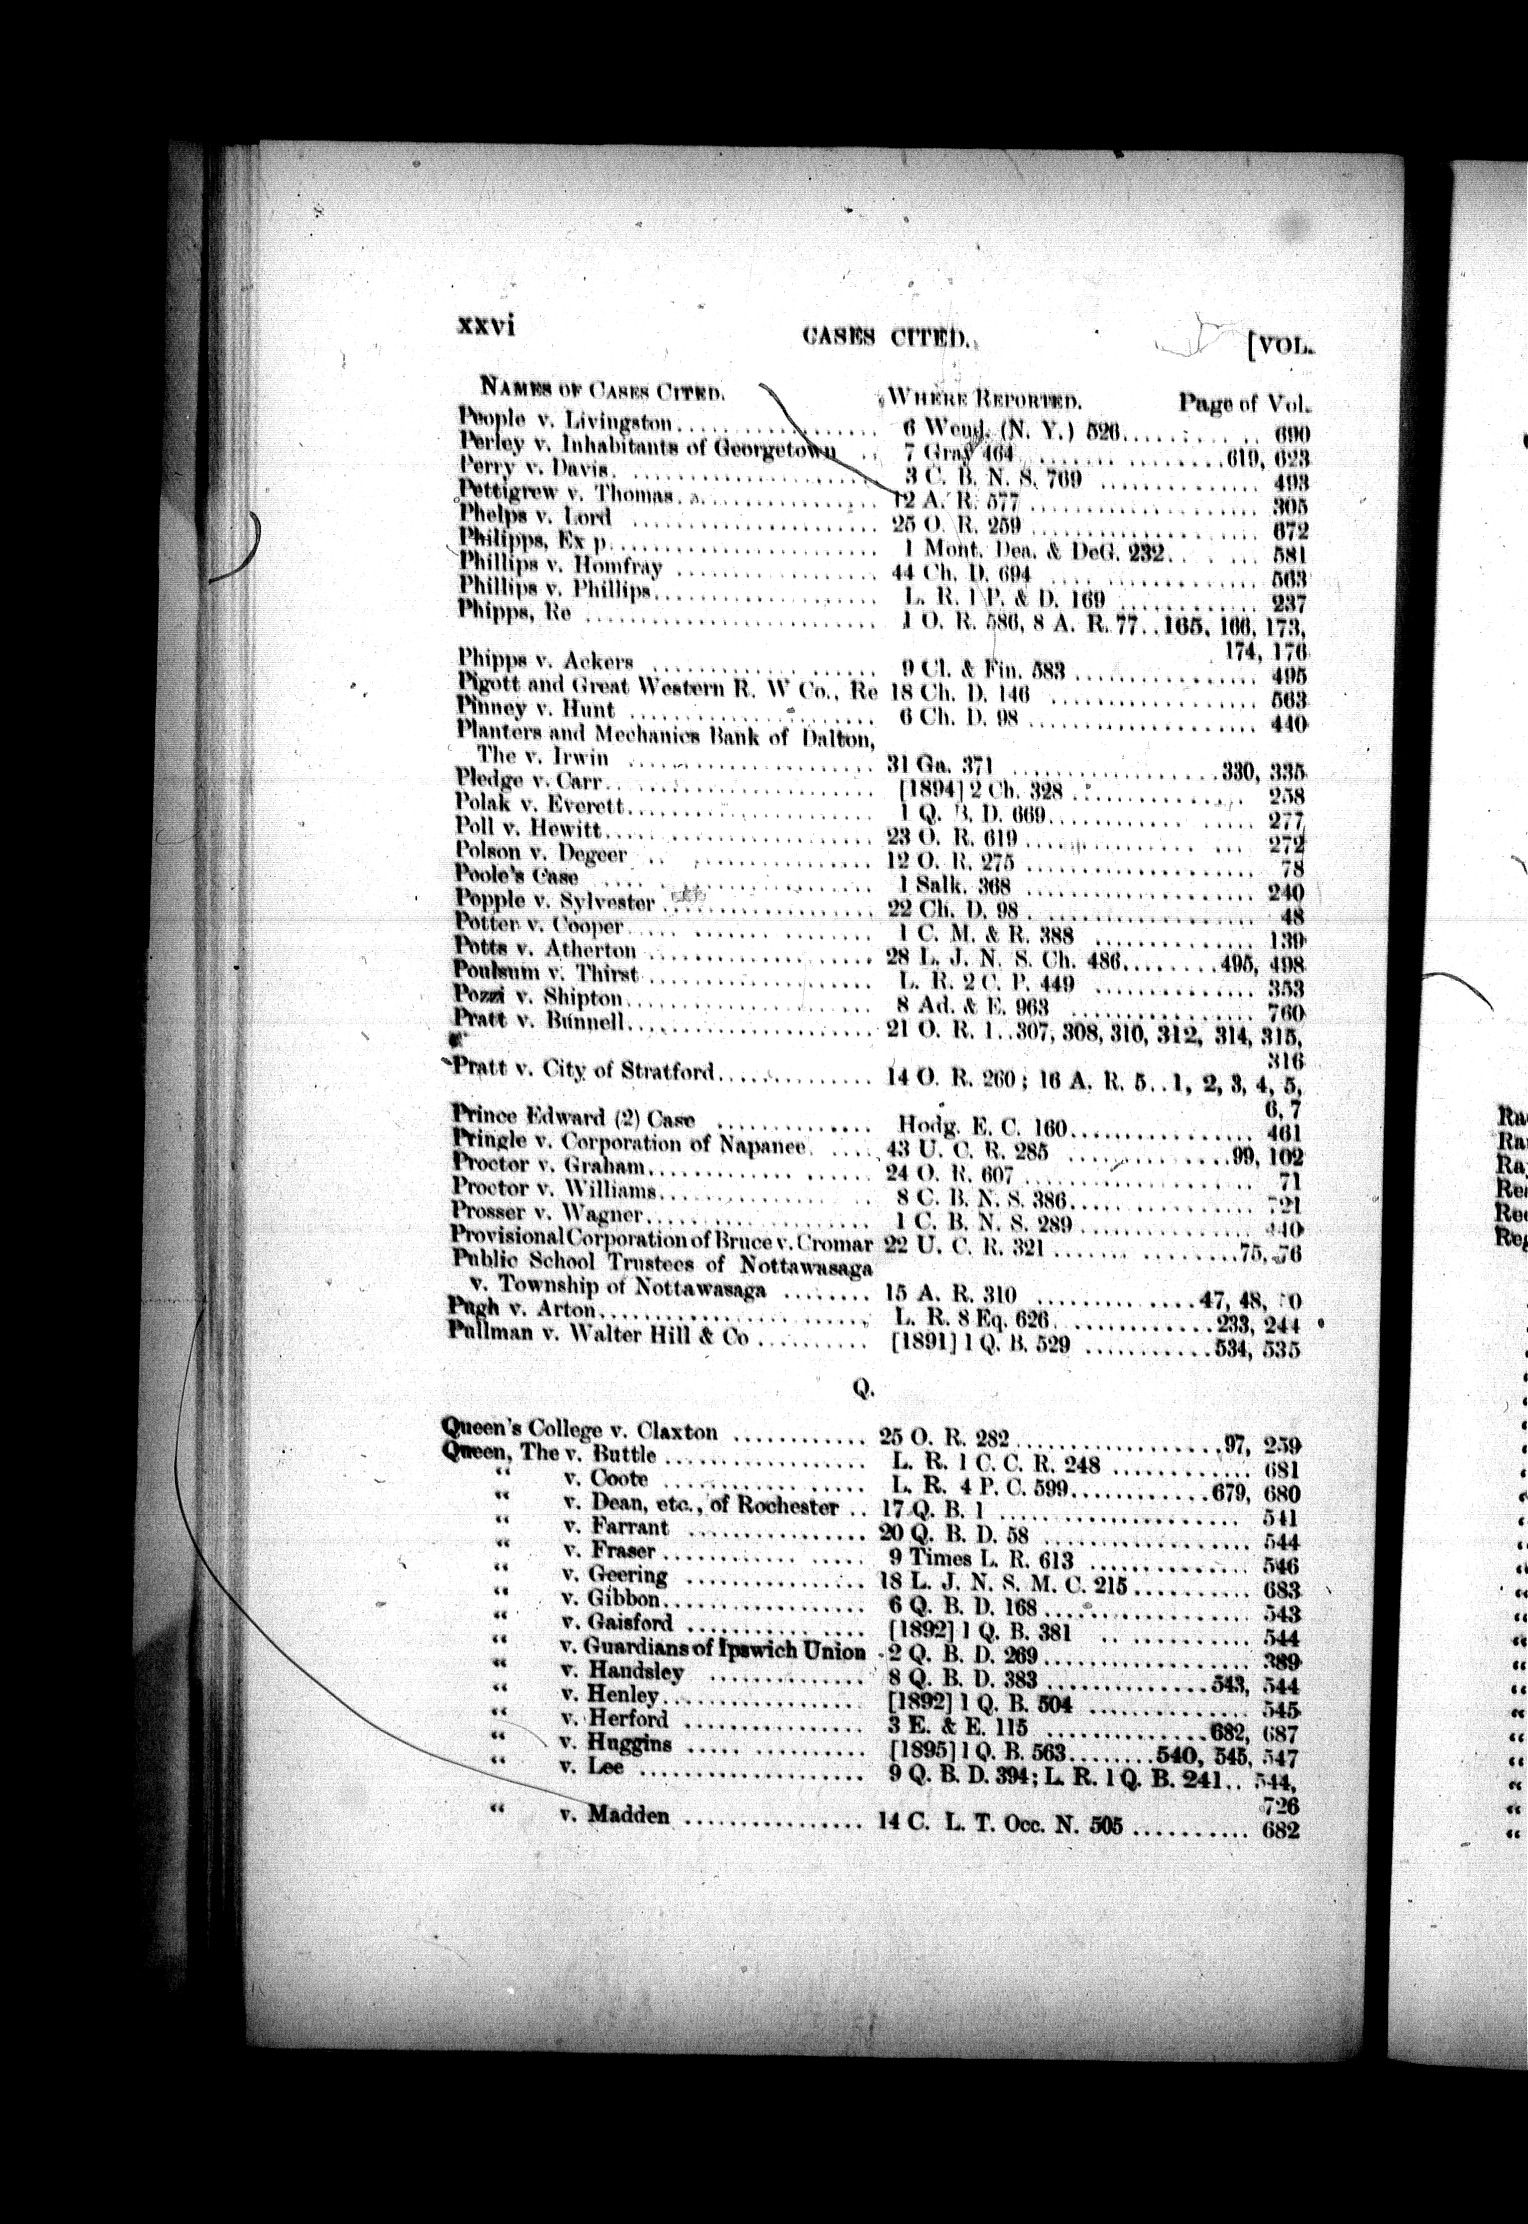 xxvi CASES CITED. [VOL.
NAMES OF CASES CITED. WHERE REPORTED. Page of Vol.
People v. Livingston.................. 6 Wend. (N. Y.) 526............ 690
Perley v. Inhabitants of Georgetown .. 7 Gray 464 ................619, 623
Perry v. Davis..................... 3 C. B. N. S. 769 ............... 493
Pettigrew v. Thomas................. 12 A. R. 577 .................... 305
Phelps v. Lord .................... 25 O. R. 259 .................... 672
Philipps, Ex p...................... 1 Mont. Dea. & DeG. 232....... 581
Phillips v. Homfray ................ 44 Ch. D. 694 .................. 563
Phillips v. Phillips.................. L. R. 1 P. & D. 169 ............ 237
Phipps, Re ........................ 1 O. R. 586, 8 A. R. 77..165, 166, 173,
174, 176
Phipps v. Ackers .................. 9 Cl. & Fin. 583 ................ 495
Pigott and Great Western R. W Co., Re 18 Ch. D. 146 .................. 563
Pinney v. Hunt .................... 6 Ch. D. 98 .................... 440
Planters and Mechanics Bank of Dalton,
The v. Irwin .................... 31 Ga. 371 ..................330, 335
Pledge v. Carr...................... [1894] 2 Ch. 328 ................ 258
Polak v. Everett.................... 1 Q. B. D. 669.................. 277
Poll v. Hewitt...................... 23 O. R. 619 .................... 272
Polson v. Degeer .................. 12 O. R. 275 .................... 78
Poole's Case ...................... 1 Salk. 368 .................... 240
Popple v. Sylvester .................. 22 Ch. D. 98 .................... 48
Potter v. Cooper.................... 1 C. M. & R. 388 .............. 139
Potts v. Atherton .................. 28 L. J. N. S. Ch. 486........495, 498
Poulsum v. Thirst .................. L. R. 2 C. P. 449 .............. 353
Pozzi v. Shipton.................... 8 Ad. & E. 963 ................ 760
Pratt v. Bunnell.................... 21 O. R. 1..307, 308, 310, 312, 314, 315,
316
Pratt v. City of Stratford............. 14 O. R. 260; 16 A. R. 5..1, 2, 3, 4, 5,
6, 7
Prince Edward (2) Case ............. Hodg. E. C. 160................. 461
Pringle v. Corporation of Napanee ..... 43 U. C. R. 285 ..............99, 102
Proctor v. Graham.................. 24 O. R. 607 .................... 71
Proctor v. Williams.................. 8 C. B. N. S. 386................ 721
Prosser v. Wagner.................. 1 C. B. N. S. 289................
Provisional Corporation of Bruce v. Cromar 22 U. C. R. 321 ................75, 76
Public School Trustees of Nottawasaga
v. Township of Nottawasaga ........ 15 A. R. 310 ..............47, 48,
Pugh v. Arton...................... L. R. 8 Eq. 626..............233, 244
Pullman v. Walter Hill & Co .......... [1891] 1 Q. B. 529 ...........534, 535
Q.
Queen's College v. Claxton ............ 25 O. R. 282..................97, 259
Queen, The v. Buttle ................. L. R. 1 C. C. R. 248 ............ 681
“ v. Coote .................. L. R. 4 P. C. 599............679, 680
“ v. Dean, etc., of Rochester .. 17 Q. B. 1 ..................... 541
“ v. Farrant ................ 20 Q. B. D. 58 .................. 544
“ v. Fraser.................. 9 Times L. R. 613 .............. 546
“ v. Geering ................ 18 L. J. N. S. M. C. 215.......... 683
“ v. Gibbon.................. 6 Q. B. D. 168.................. 543
“ v. Gaisford ................ [1892] 1 Q. B. 381 .............. 544
“ v. Guardians of Ipswich Union 2 Q. B. D. 269.................. 389
“ v. Handsley .............. 8 Q. B. D. 383..............543, 544
“ v. Henley.................. [1892] 1 Q. B. 504 .............. 545
“ v. Herford ................ 3 E. & E. 115 ..............682, 687
“ v. Huggins ................ [1895] 1 Q. B. 563........540, 545, 547
“ v. Lee .................... 9 Q. B. D. 394; L. R. 1 Q. B. 241.. 544,
726
“ v. Madden ................ 14 C. L. T. Occ. N. 505 .......... 682